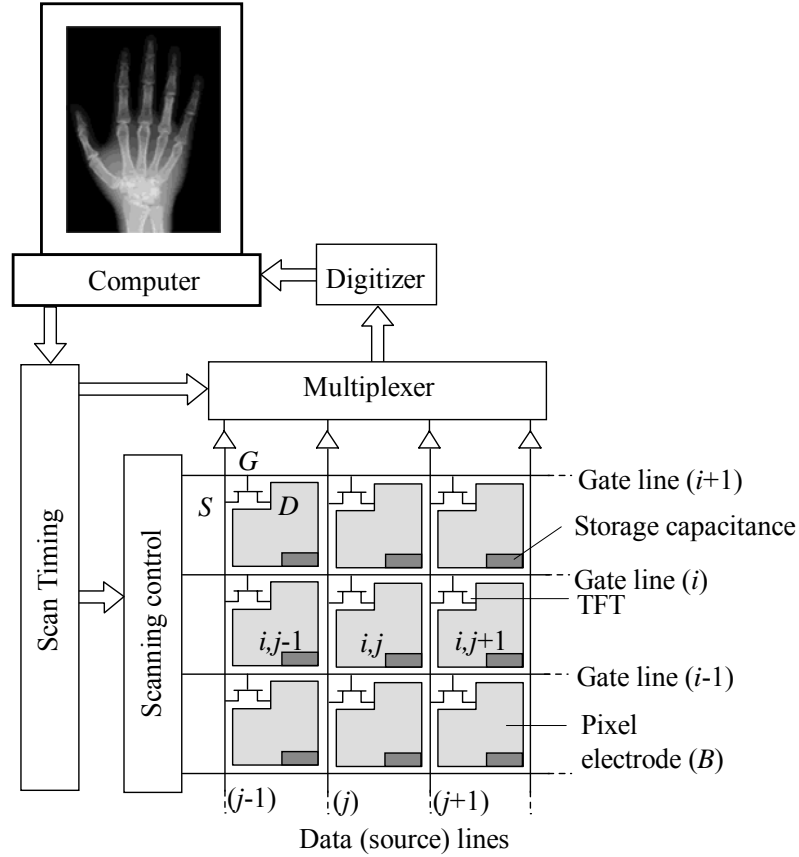 Computer
Digitizer
Multiplexer
Scan Timing
Scanning control
G
S
D
Gate line (i+1)
Storage capacitance
Gate line (i)
TFT
i,j-1
i,j
i,j+1
Gate line (i-1)
Pixel
electrode (B)
(j-1)
(j)
(j+1)
Data (source) lines